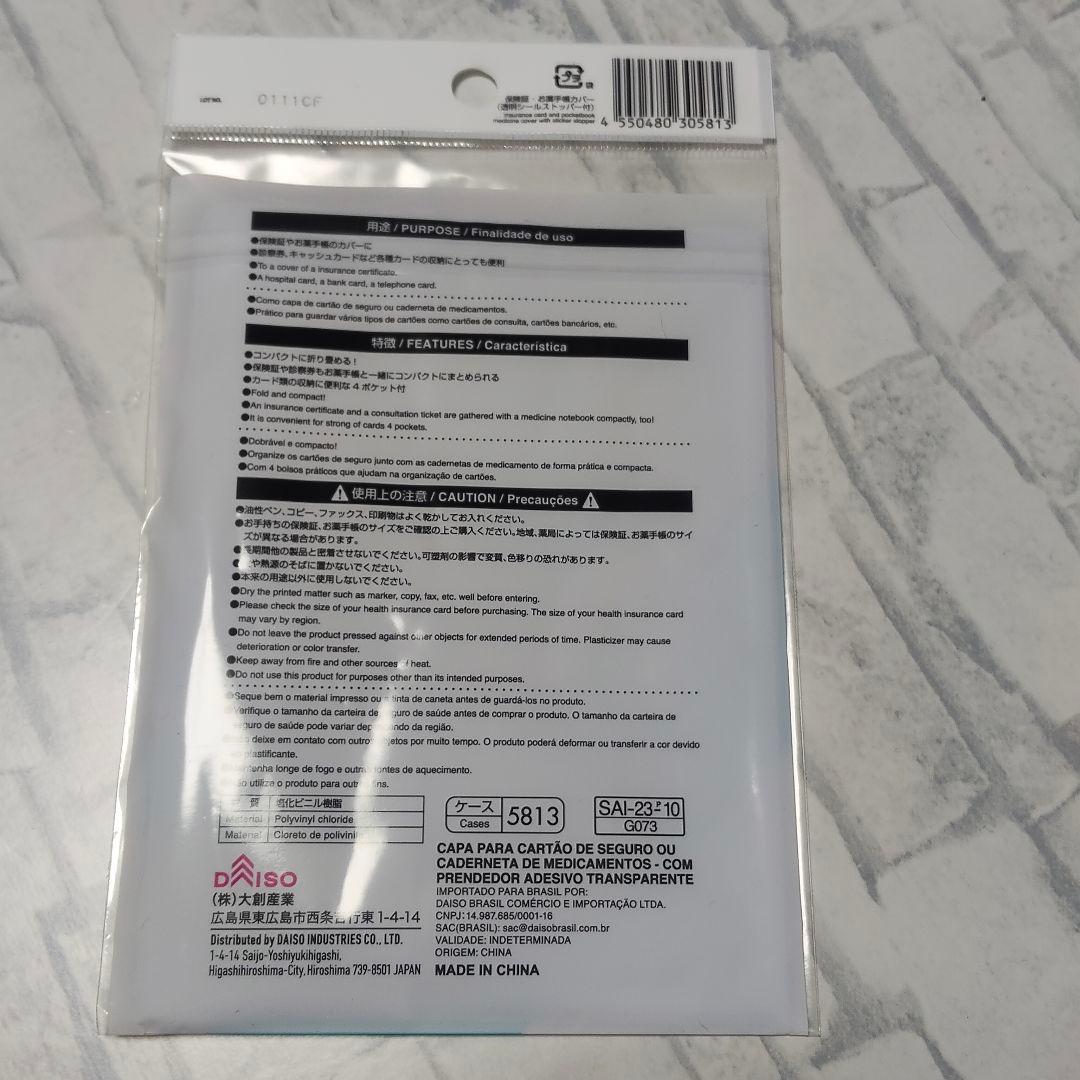 LOT NO. 0111CF
プラ 袋
保険証・お薬手帳カバー
(透明シールストッパー付)
insurance card and pocketbook
medicine cover with sticker stopper
4 550480 305813
用途 / PURPOSE / Finalidade de uso
●保険証やお薬手帳のカバーに
●診察券、キャッシュカードなど各種カードの収納にとっても便利
●To a cover of a insurance certificate.
●A hospital card, a bank card, a telephone card.
●Como capa de cartão de seguro ou caderneta de medicamentos.
●Prático para guardar vários tipos de cartões como cartões de consulta, cartões bancários, etc.
特徴 / FEATURES / Característica
●コンパクトに折り畳める!
●保険証や診察券もお薬手帳と一緒にコンパクトにまとめられる
●カード類の収納に便利な4ポケット付
●Fold and compact!
●An insurance certificate and a consultation ticket are gathered with a medicine notebook compactly, too!
●It is convenient for strong of cards 4 pockets.
●Dobrável e compacto!
●Organize os cartões de seguro junto com as cadernetas de medicamento de forma prática e compacta.
●Com 4 bolsos práticos que ajudam na organização de cartões.
使用上の注意 / CAUTION / Precauções
●油性ペン、コピー、ファックス、印刷物はよく乾かしてお入れください。
●お手持ちの保険証、お薬手帳のサイズをご確認の上ご購入ください。地域、薬局によっては保険証、お薬手帳のサイ
ズが異なる場合があります。
●長期間他の製品と密着させないでください。可塑剤の影響で変質、色移りの恐れがあります。
●や熱源のそばに置かないでください。
●本来の用途以外に使用しないでください。
●Dry the printed matter such as marker, copy, fax, etc. well before entering.
●Please check the size of your health insurance card before purchasing. The size of your health insurance card
may vary by region.
●Do not leave the product pressed against other objects for extended periods of time. Plasticizer may cause
deterioration or color transfer.
●Keep away from fire and other sources of heat.
●Do not use this product for purposes other than its intended purposes.
●Seque bem o material impresso ou a tinta de caneta antes de guardá-los no produto.
Verifique o tamanho da carteira de seguro de saúde antes de comprar o produto. O tamanho da carteira de
seguro de saúde pode variar dependendo da região.
deixe em contato com outros objetos por muito tempo. O produto poderá deformar ou transferir a cor devido
plastificante.
Mantenha longe de fogo e outras fontes de aquecimento.
utilize o produto para outros fins.
質 塩化ビニル樹脂
Material Polyvinyl chloride
Material Cloreto de polivinil
ケース
Cases 5813
SAI-23 10
G073
DAISO
(株)大創産業
広島県東広島市西条吉行東1-4-14
Distributed by DAISO INDUSTRIES CO., LTD.
1-4-14 Saijo-Yoshiyukihigashi,
Higashihiroshima-City, Hiroshima 739-8501 JAPAN
CAPA PARA CARTÃO DE SEGURO OU
CADERNETA DE MEDICAMENTOS - COM
PRENDEDOR ADESIVO TRANSPARENTE
IMPORTADO PARA BRASIL POR:
DAISO BRASIL COMÉRCIO E IMPORTAÇÃO LTDA.
CNPJ:14.987.685/0001-16
SAC(BRASIL): sac@daisobrasil.com.br
VALIDADE: INDETERMINADA
ORIGEM: CHINA
MADE IN CHINA